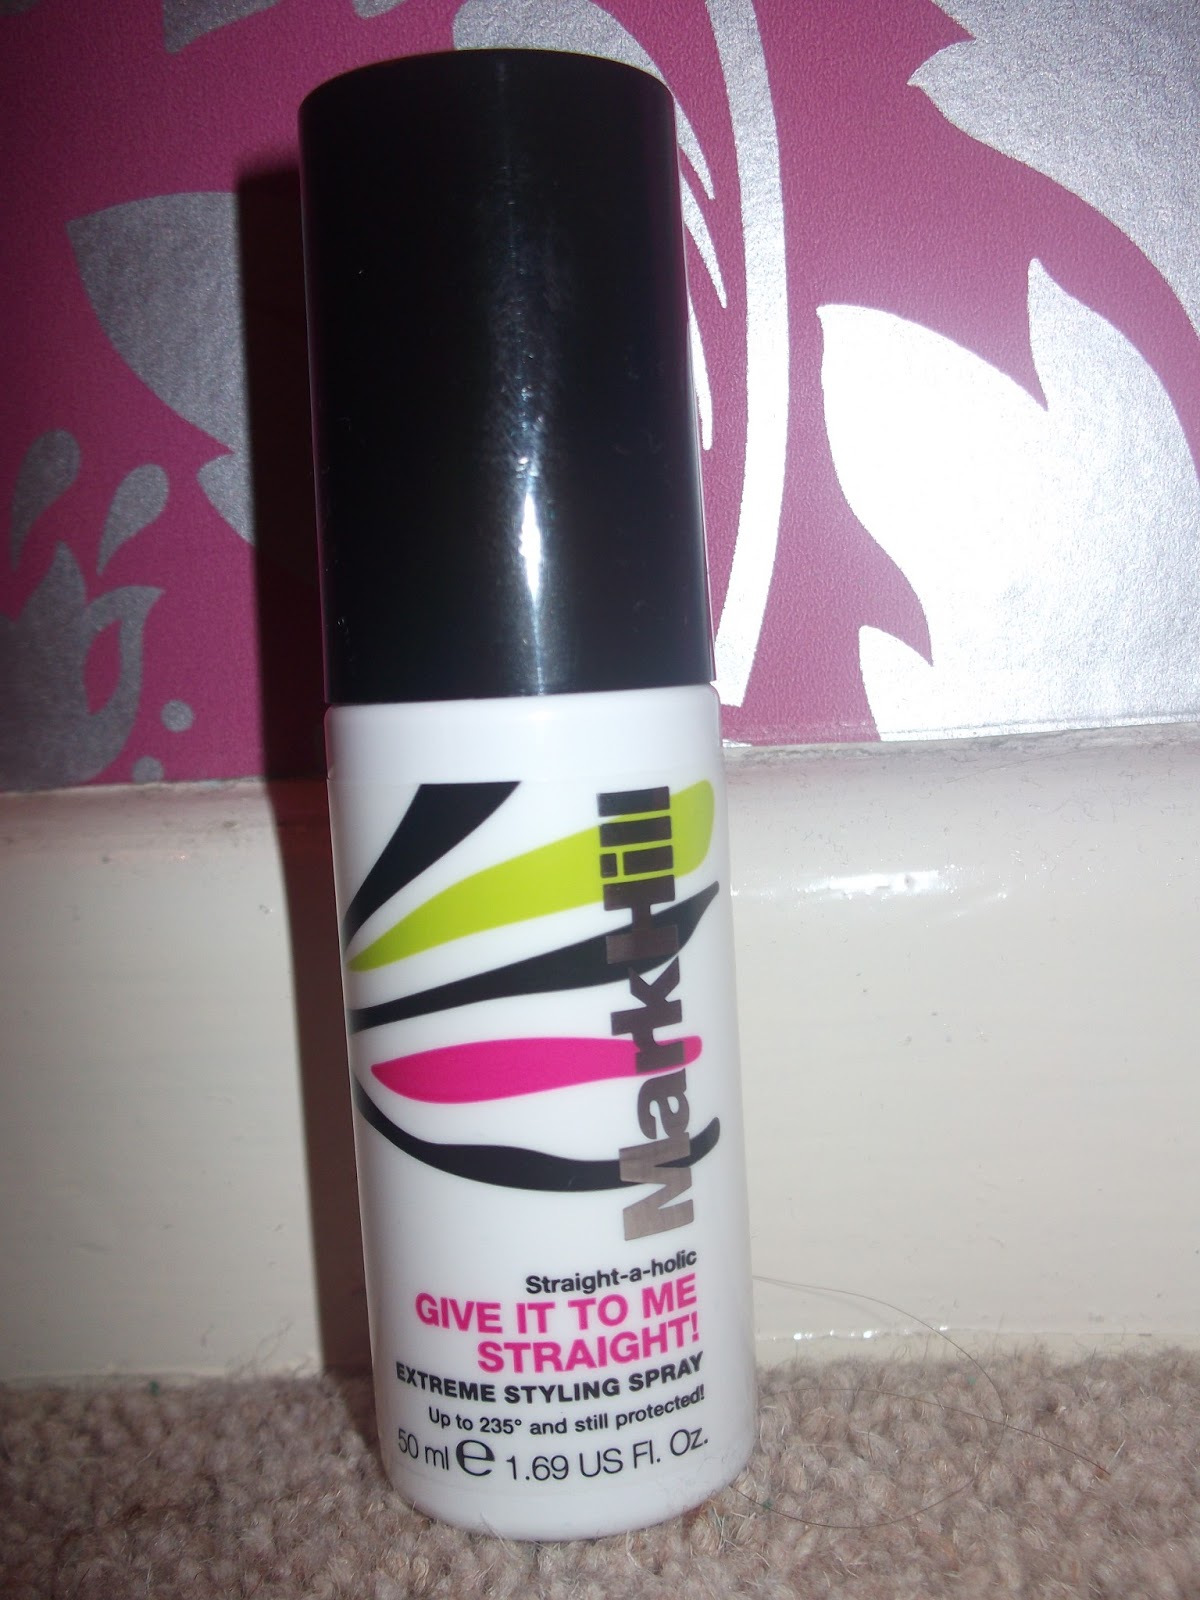 MarkHill
Straight-a-holic
GIVE IT TO ME
STRAIGHT!
EXTREME STYLING SPRAY
Up to 235° and still protected!
50 ml e 1.69 US Fl. Oz.